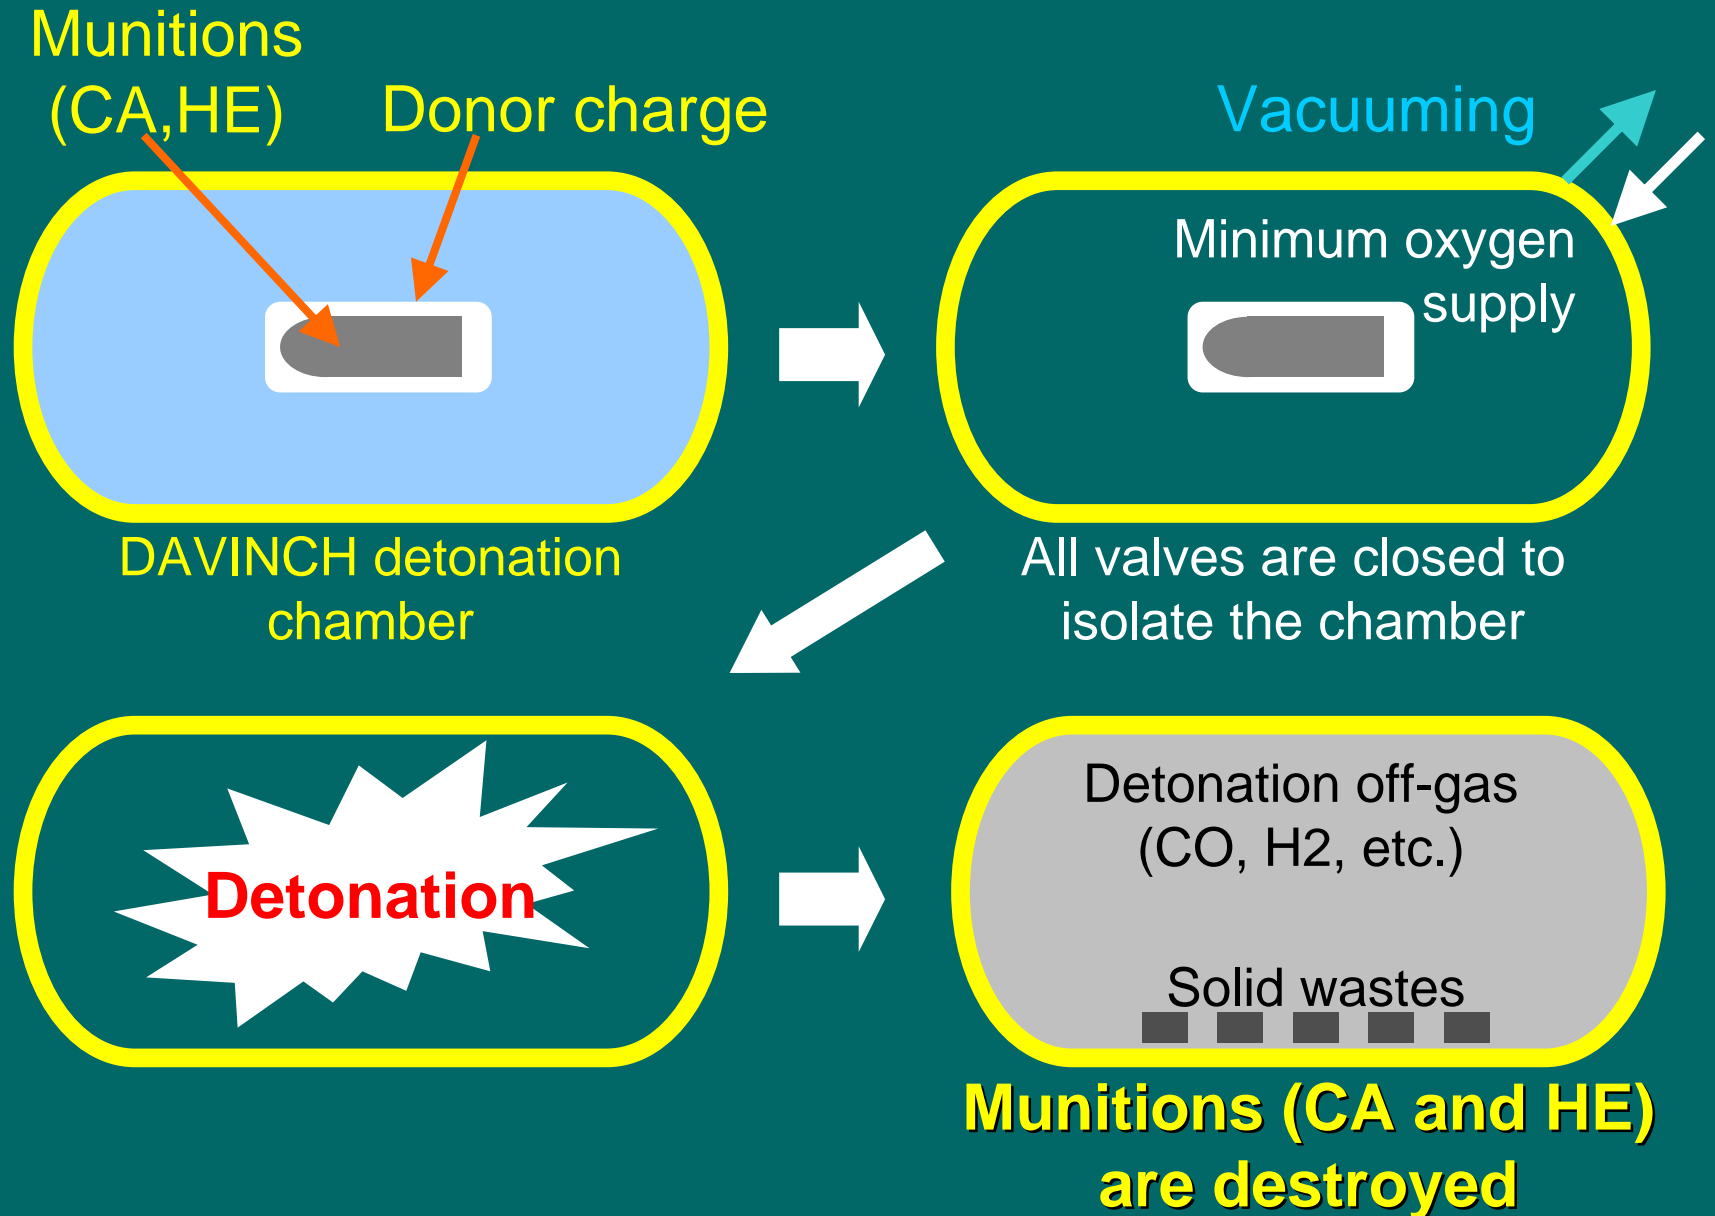 Munitions
(CA,HE)
Donor charge
Vacuuming
Minimum oxygen
supply
DAVINCH detonation
chamber
All valves are closed to
isolate the chamber
Detonation
Detonation off-gas
(CO, H2, etc.)
Solid wastes
Munitions (CA and HE)
are destroyed